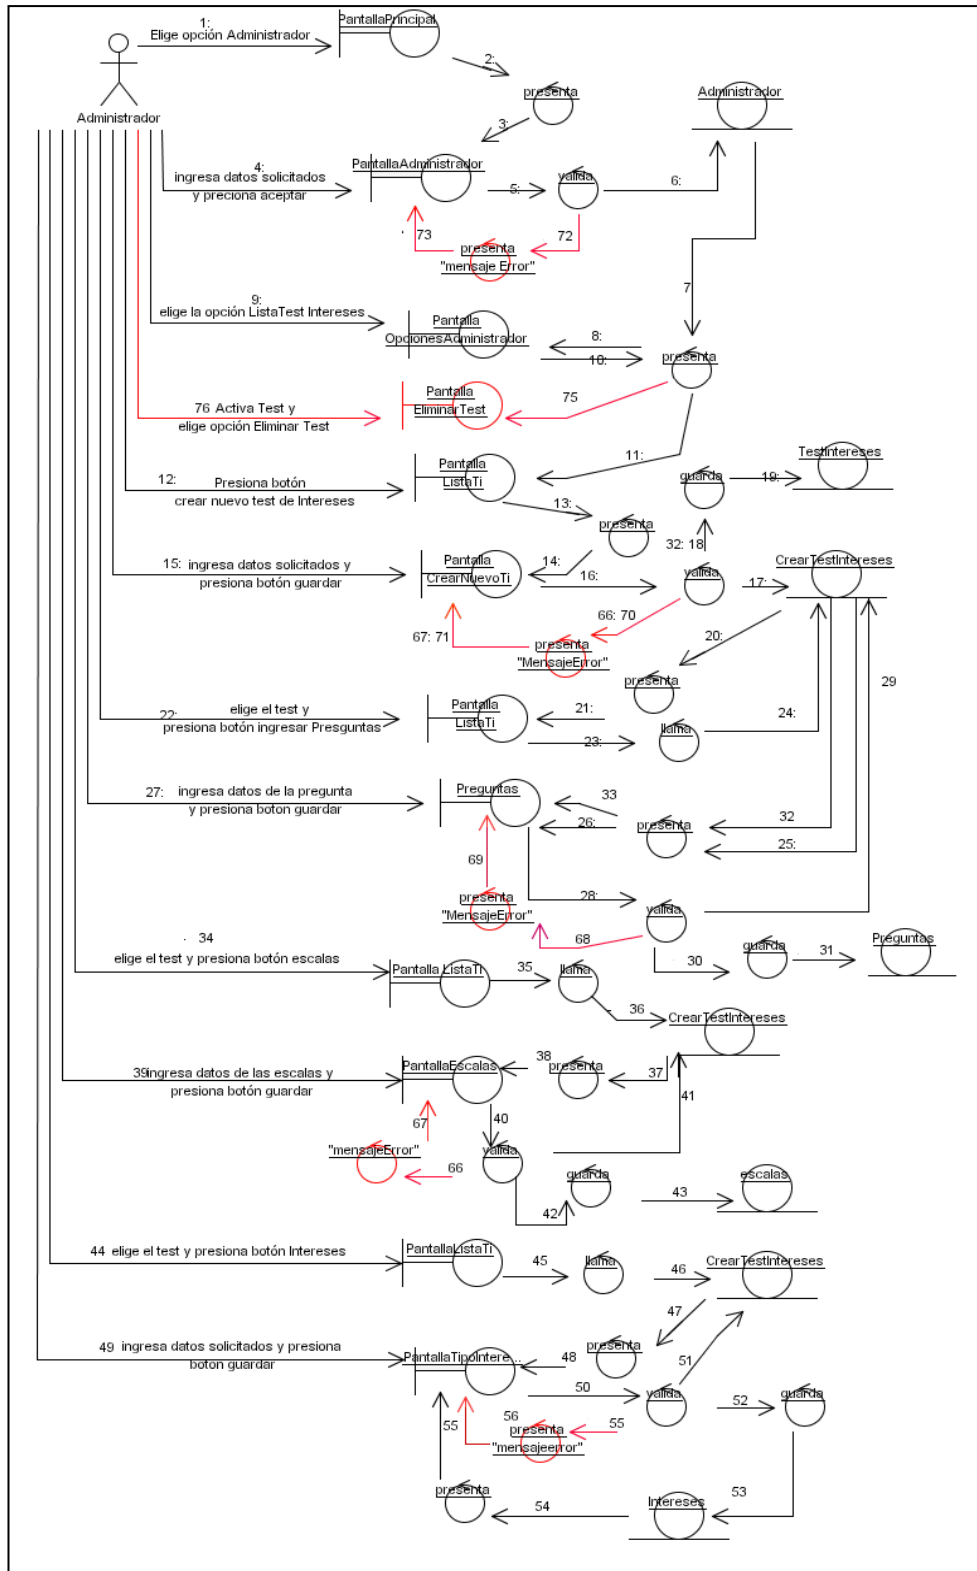 1:
Elige opción Administrador
PantallaPrincipal
2:
presenta
Administrador
Administrador
3:
4:
ingresa datos solicitados
y preciona aceptar
PantallaAdministrador
5:
valida
6:
73
72
presenta
"mensaje Error"
7
9:
elige la opción ListaTest Intereses
Pantalla
OpcionesAdministrador
8:
10:
presenta
76 Activa Test y
elige opción Eliminar Test
Pantalla
EliminarTest
75
11:
12: Presiona botón
crear nuevo test de Intereses
Pantalla
ListaTi
13:
presenta
guarda
19:
TestIntereses
32: 18
15: ingresa datos solicitados y
presiona botón guardar
Pantalla
CrearNuevoTi
14:
16:
valida
17:
CrearTestIntereses
66: 70
67: 71
presenta
"MensajeError"
20:
presenta
29
22:
elige el test y
presiona botón ingresar Presguntas
Pantalla
ListaTi
21:
23:
llama
24:
27: ingresa datos de la pregunta
y presiona boton guardar
Preguntas
33
26:
presenta
32
25:
69
presenta
"MensajeError"
28:
valida
68
30
guarda
31
Preguntas
34
elige el test y presiona botón escalas
Pantalla ListaTi
35
llama
36
CrearTestIntereses
39ingresa datos de las escalas y
presiona botón guardar
PantallaEscalas
38
presenta
37
41
67
40
"mensajeError"
66
valida
guarda
42
43
escalas
44 elige el test y presiona botón Intereses
PantallaListaTi
45
llama
46
CrearTestIntereses
47
49 ingresa datos solicitados y presiona
boton guardar
PantallaTipoIntere...
48
presenta
51
50
valida
52
guarda
55
56
presenta
"mensajeerror"
55
presenta
54
Intereses
53